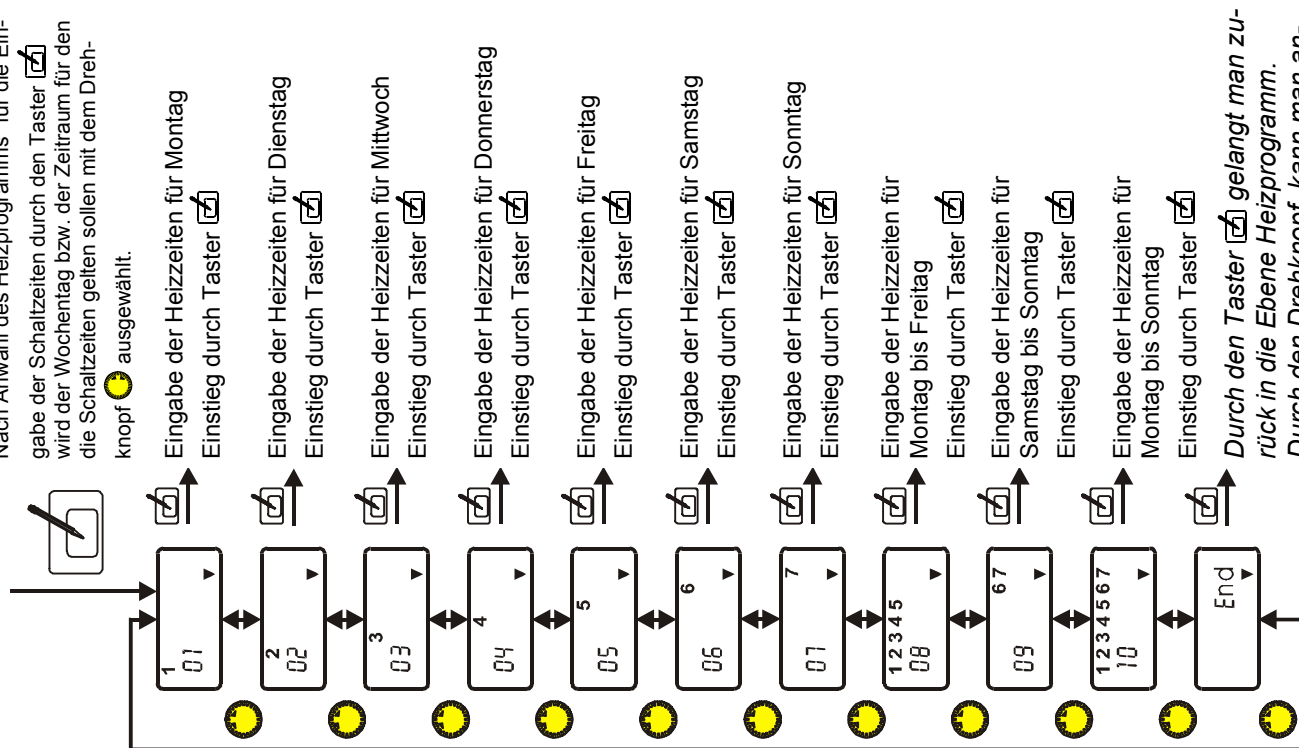 Nach Anwahl des Heizprogramms für die Ein-
gabe der Schaltzeiten durch den Taster
wird der Wochentag bzw. der Zeitraum für den
die Schaltzeiten gelten sollen mit dem Dreh-
knopf ausgewählt.
1
01
Eingabe der Heizzeiten für Montag
Einstieg durch Taster
2
02
Eingabe der Heizzeiten für Dienstag
Einstieg durch Taster
3
03
Eingabe der Heizzeiten für Mittwoch
Einstieg durch Taster
4
04
Eingabe der Heizzeiten für Donnerstag
Einstieg durch Taster
5
05
Eingabe der Heizzeiten für Freitag
Einstieg durch Taster
6
06
Eingabe der Heizzeiten für Samstag
Einstieg durch Taster
7
07
Eingabe der Heizzeiten für Sonntag
Einstieg durch Taster
1 2 3 4 5
08
Eingabe der Heizzeiten für
Montag bis Freitag
Einstieg durch Taster
6 7
09
Eingabe der Heizzeiten für
Samstag bis Sonntag
Einstieg durch Taster
1 2 3 4 5 6 7
10
Eingabe der Heizzeiten für
Montag bis Sonntag
Einstieg durch Taster
End
Durch den Taster gelangt man zu-
rück in die Ebene Heizprogramm.
Durch den Drehknopf kann man an-